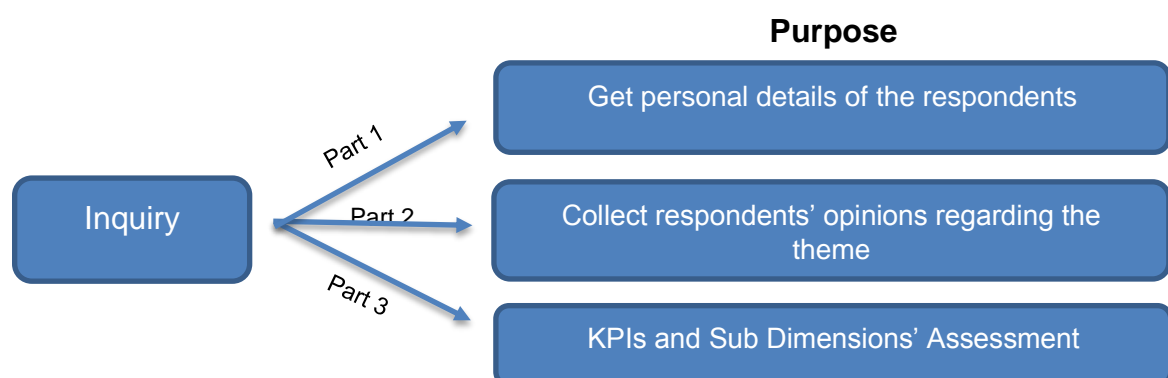 Purpose
Get personal details of the respondents
Part 1
Inquiry
Part 2
Collect respondents’ opinions regarding the
theme
Part 3
KPIs and Sub Dimensions’ Assessment